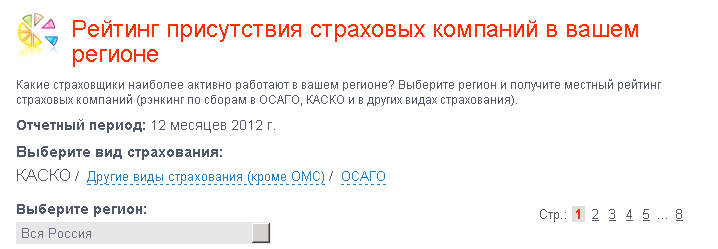 Рейтинг присутствия страховых компаний в вашем
регионе
Какие страховщики наиболее активно работают в вашем регионе? Выберите регион и получите местный рейтинг
страховых компаний (рэнкинг по сборам в ОСАГО, КАСКО и в других видах страхования).
Отчетный период: 12 месяцев 2012 г.
Выберите вид страхования:
КАСКО / Другие виды страхования (кроме ОМС) / ОСАГО
Выберите регион:
Стр.: 1 2 3 4 5 ... 8
Вся Россия